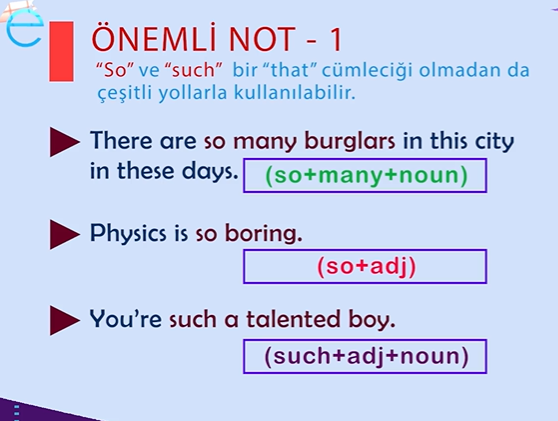 ÖNEMLİ NOT - 1
"So" ve "such" bir "that" cümleciği olmadan da
çeşitli yollarla kullanılabilir.
There are so many burglars in this city
in these days. (so+many+noun)
Physics is so boring.
(so+adj)
You're such a talented boy.
(such+adj+noun)